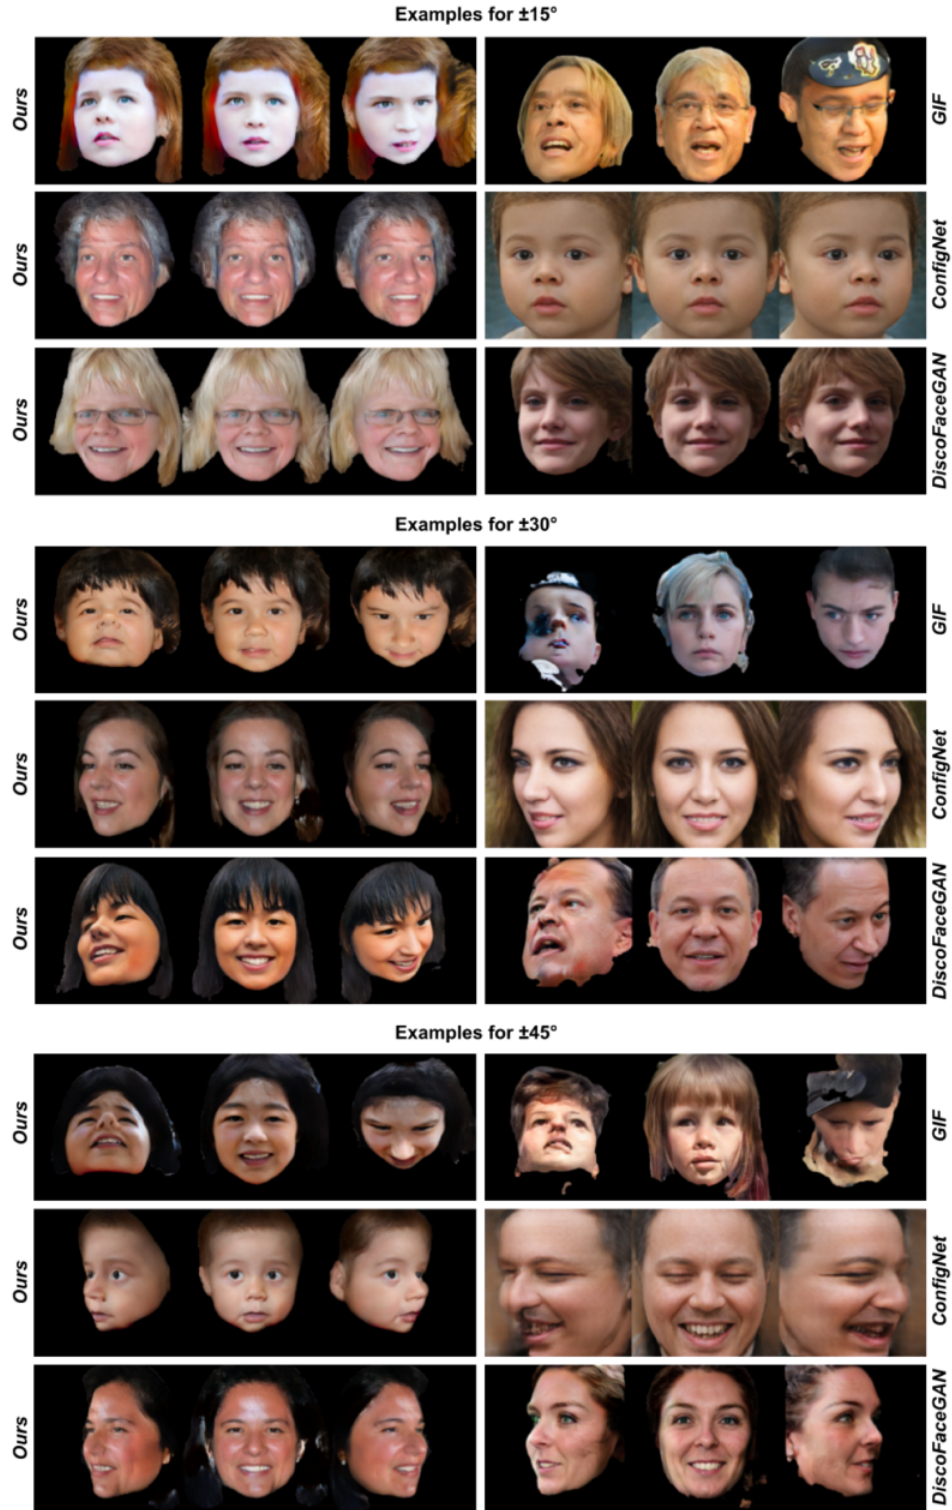 Examples for ±15°
Ours
GIF
Ours
ConfigNet
Ours
DiscoFaceGAN
Examples for ±30°
Ours
GIF
Ours
ConfigNet
Ours
DiscoFaceGAN
Examples for ±45°
Ours
GIF
Ours
ConfigNet
Ours
DiscoFaceGAN